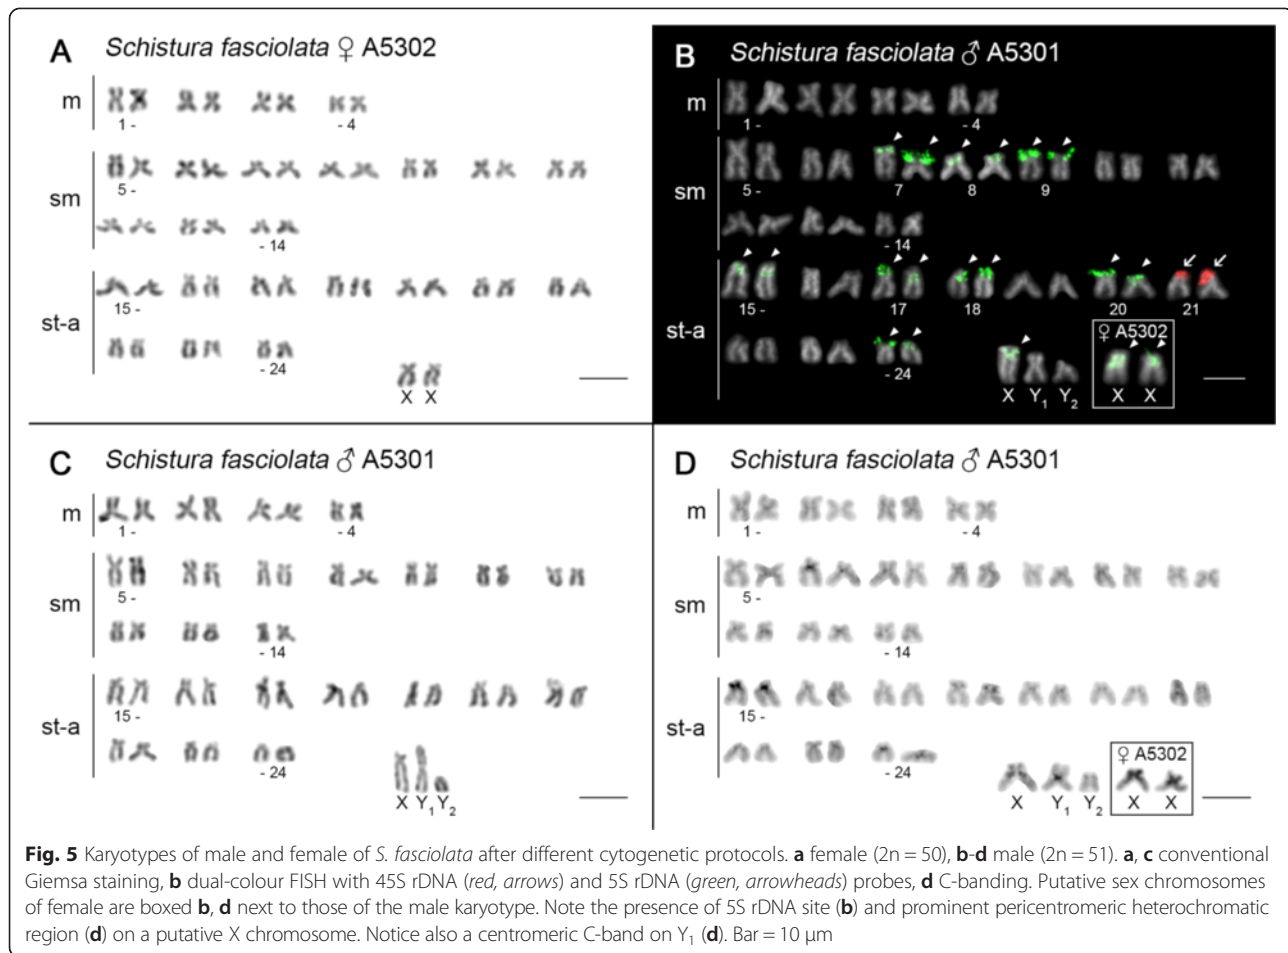 A Schistura fasciolata ♀ A5302
m
1 - - 4
sm
5 -
- 14
15 -
st-a
- 24
X X
B Schistura fasciolata ♂ A5301
m
1 - - 4
sm
5 - 7 8 9
- 14
15 - 17 18 20 21
st-a
♀ A5302
- 24
X Y1 Y2 X X
C Schistura fasciolata ♂ A5301
m
1 - - 4
5 -
sm
- 14
15 -
st-a
- 24
X Y1 Y2
D Schistura fasciolata ♂ A5301
m
1 - - 4
5 -
sm
- 14
15 -
st-a
♀ A5302
- 24
X Y1 Y2 X X
Fig. 5 Karyotypes of male and female of S. fasciolata after different cytogenetic protocols. a female (2n = 50), b-d male (2n = 51). a, c conventional
Giemsa staining, b dual-colour FISH with 45S rDNA (red, arrows) and 5S rDNA (green, arrowheads) probes, d C-banding. Putative sex chromosomes
of female are boxed b, d next to those of the male karyotype. Note the presence of 5S rDNA site (b) and prominent pericentromeric heterochromatic
region (d) on a putative X chromosome. Notice also a centromeric C-band on Y1 (d). Bar = 10 μm